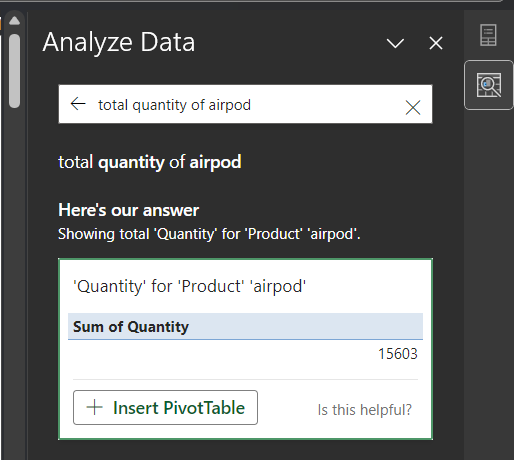 Analyze Data
total quantity of airpod
total quantity of airpod
Here's our answer
Showing total 'Quantity' for 'Product' 'airpod'.
'Quantity' for 'Product' 'airpod'
Sum of Quantity
15603
Insert PivotTable
Is this helpful?